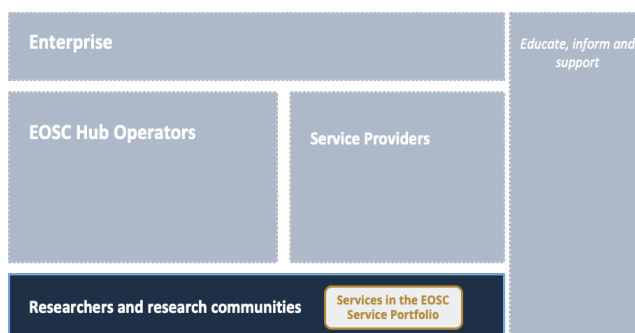 Enterprise
Educate, inform and
support
EOSC Hub Operators
Service Providers
Researchers and research communities
Services in the EOSC
Service Portfolio